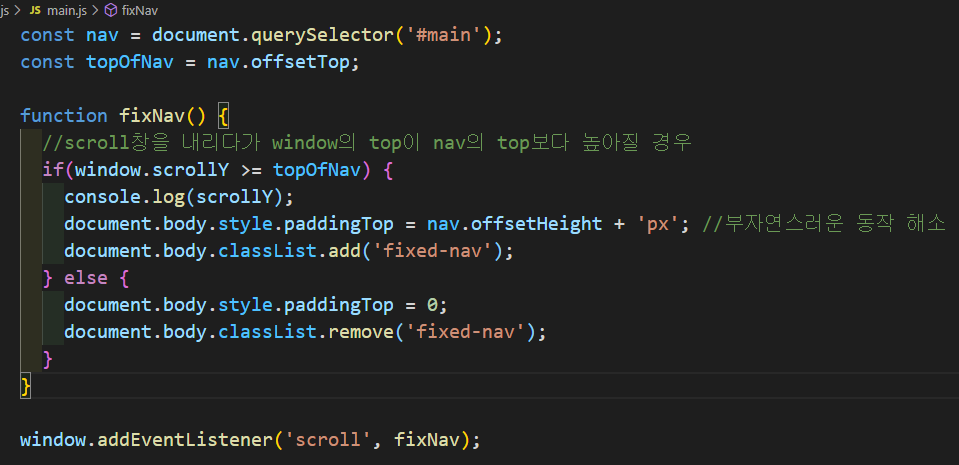 js > JS main.js > fixNav
const nav = document.querySelector('#main');
const topOfNav = nav.offsetTop;
function fixNav() {
//scroll창을 내리다가 window의 top이 nav의 top보다 높아질 경우
if(window.scrollY >= topOfNav) {
console.log(scrollY);
document.body.style.paddingTop = nav.offsetHeight + 'px'; //부자연스러운 동작 해소
document.body.classList.add('fixed-nav');
} else {
document.body.style.paddingTop = 0;
document.body.classList.remove('fixed-nav');
}
}
window.addEventListener('scroll', fixNav);